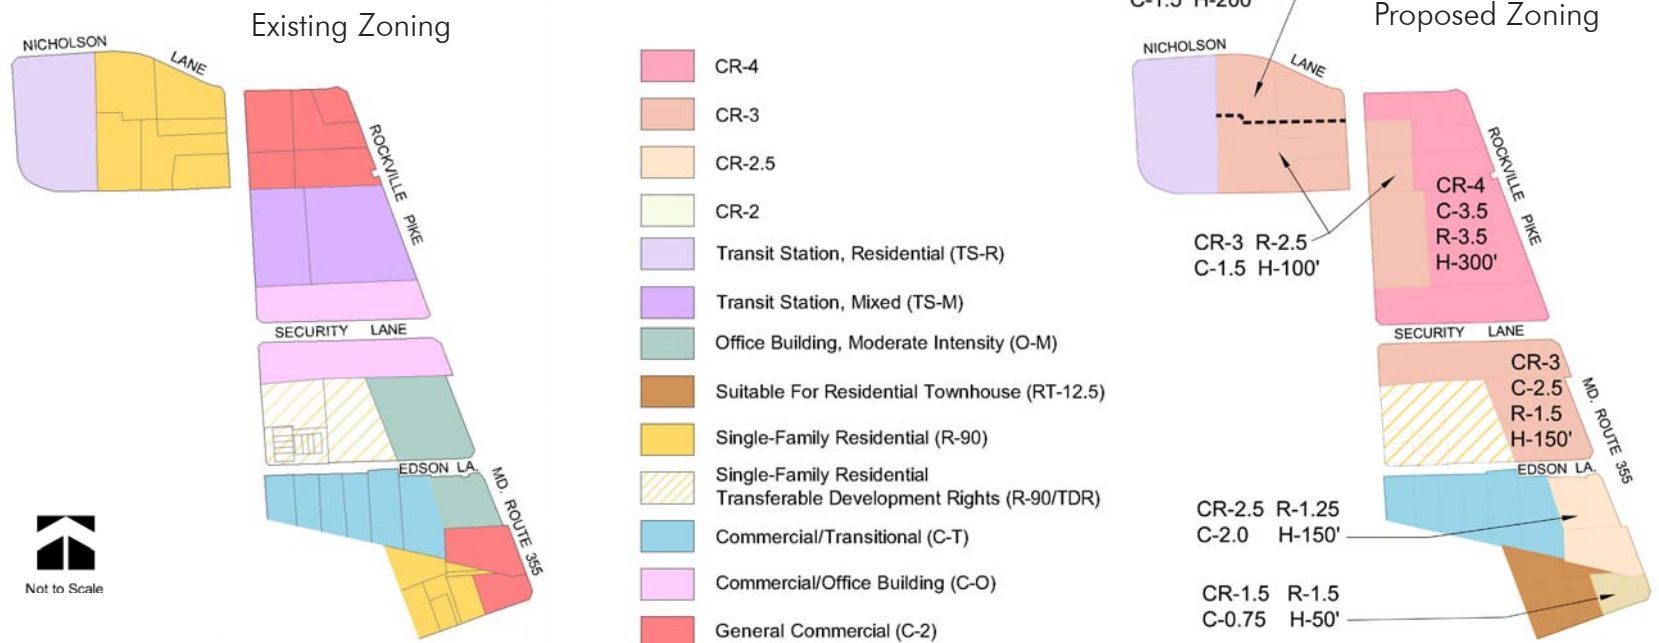 Existing Zoning
NICHOLSON
LANE
ROCKVILLE PIKE
SECURITY LANE
EDSON LA.
MD. ROUTE 355
Not to Scale
CR-4
CR-3
CR-2.5
CR-2
Transit Station, Residential (TS-R)
Transit Station, Mixed (TS-M)
Office Building, Moderate Intensity (O-M)
Suitable For Residential Townhouse (RT-12.5)
Single-Family Residential (R-90)
Single-Family Residential
Transferable Development Rights (R-90/TDR)
Commercial/Transitional (C-T)
Commercial/Office Building (C-O)
General Commercial (C-2)
C-1.5 H-200'
Proposed Zoning
NICHOLSON
LANE
ROCKVILLE PIKE
CR-4
C-3.5
R-3.5
H-300'
CR-3 R-2.5
C-1.5 H-100'
SECURITY LANE
CR-3
C-2.5
R-1.5
H-150'
MD. ROUTE 355
EDSON LA.
CR-2.5 R-1.25
C-2.0 H-150'
CR-1.5 R-1.5
C-0.75 H-50'